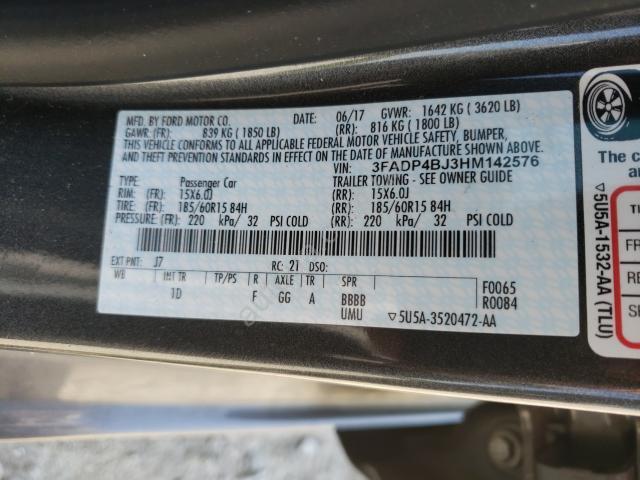 MFD. BY FORD MOTOR CO. DATE: 06/17 GVWR: 1642 KG ( 3620 LB)
GAWR: (FR): 839 KG ( 1850 LB) (RR): 816 KG ( 1800 LB)
THIS VEHICLE CONFORMS TO ALL APPLICABLE FEDERAL MOTOR VEHICLE SAFETY, BUMPER,
AND THEFT PREVENTION STANDARDS IN EFFECT ON THE DATE OF MANUFACTURE SHOWN ABOVE.
VIN: 3FADP4BJ3HM142576
TYPE: Passenger Car TRAILER TOWING - SEE OWNER GUIDE
RIM: (FR): 15X6.0J (RR): 15X6.0J
TIRE: (FR): 185/60R15 84H (RR): 185/60R15 84H
PRESSURE: (FR): 220 kPa/ 32 PSI COLD (RR): 220 kPa/ 32 PSI COLD
EXT PNT: J7 RC: 21 DSO:
WB INT TR TP/PS R AXLE TR SPR F0065
1D F GG A BBBB R0084
UMU ▽5U5A-3520472-AA
▽5U5A-1532-AA (TLU)
The c
TI
FR
RE
SE